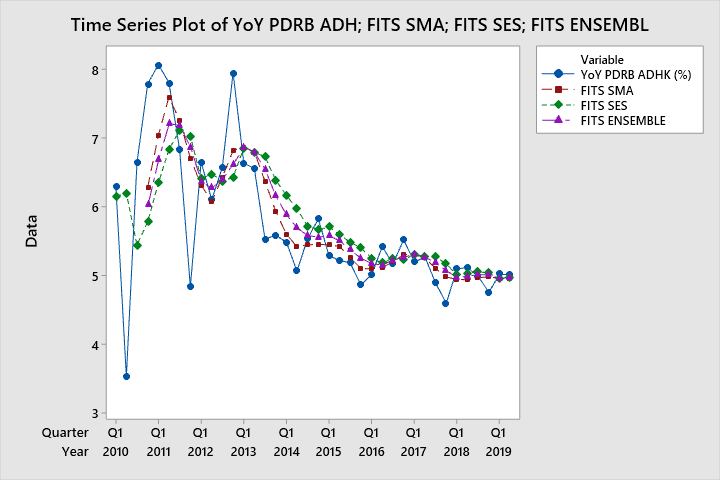 Time Series Plot of YoY PDRB ADH; FITS SMA; FITS SES; FITS ENSEMBL
Variable
YoY PDRB ADHK (%)
FITS SMA
FITS SES
FITS ENSEMBLE
Data
8
7
6
5
4
3
Quarter Q1 Q1 Q1 Q1 Q1 Q1 Q1 Q1 Q1 Q1
Year 2010 2011 2012 2013 2014 2015 2016 2017 2018 2019